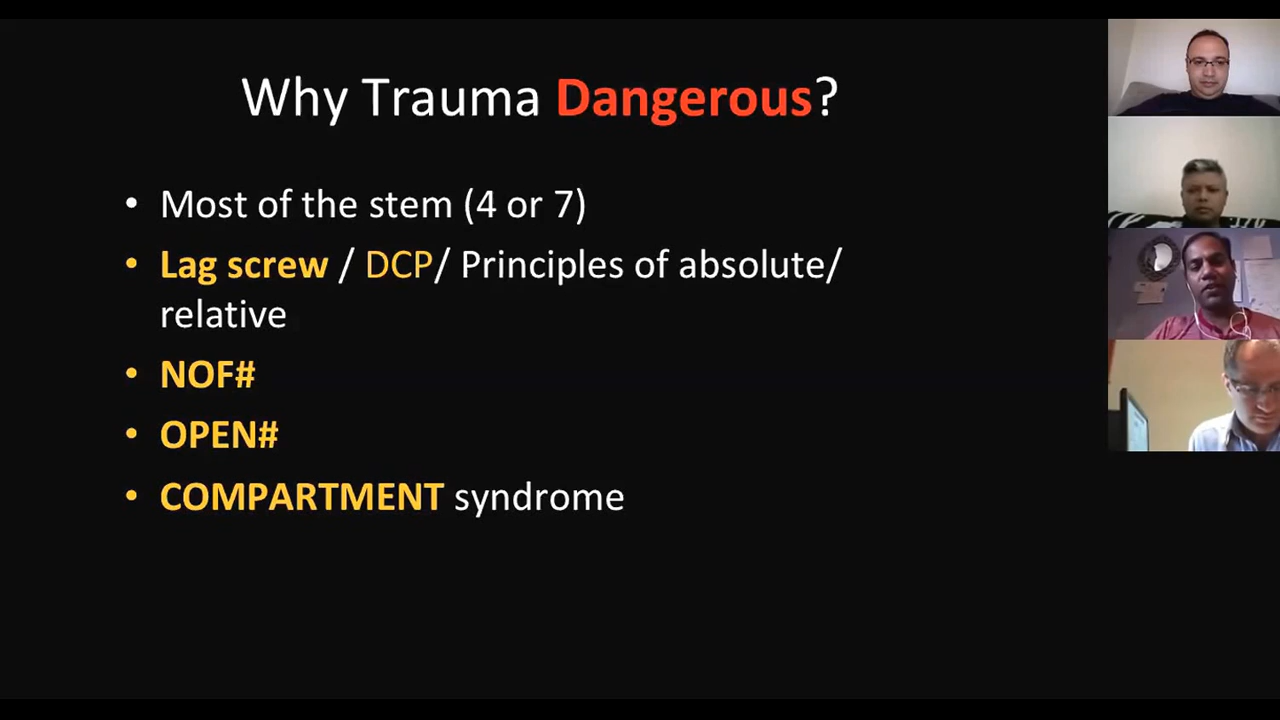 Why Trauma Dangerous?
• Most of the stem (4 or 7)
• Lag screw / DCP/ Principles of absolute/
relative
• NOF#
• OPEN#
• COMPARTMENT syndrome